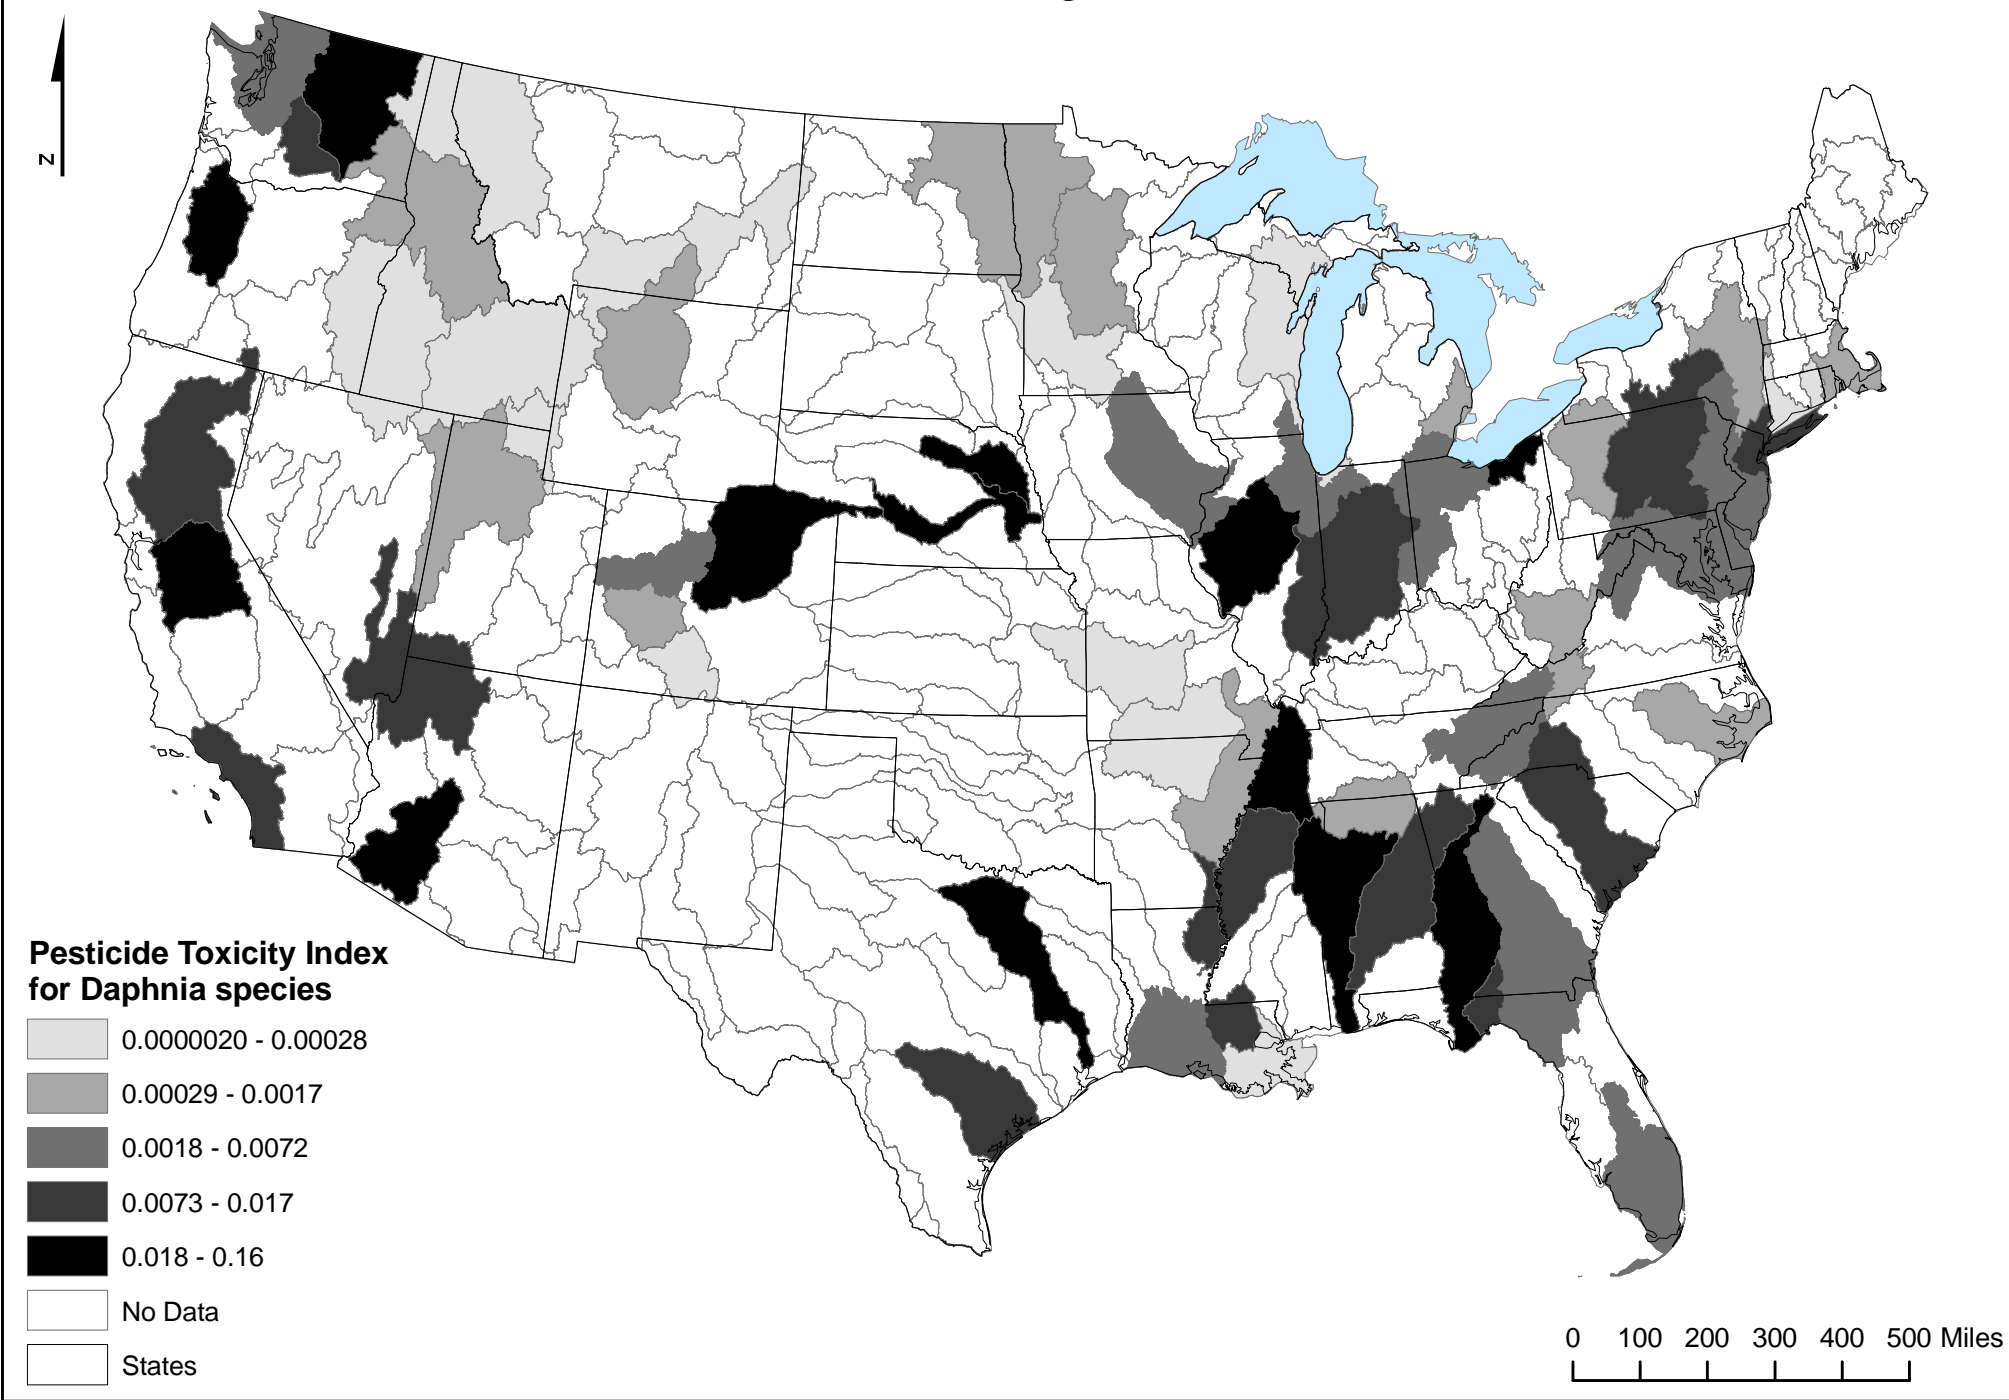 N
Pesticide Toxicity Index
for Daphnia species
0.0000020 - 0.00028
0.00029 - 0.0017
0.0018 - 0.0072
0.0073 - 0.017
0.018 - 0.16
No Data
States
0 100 200 300 400 500 Miles